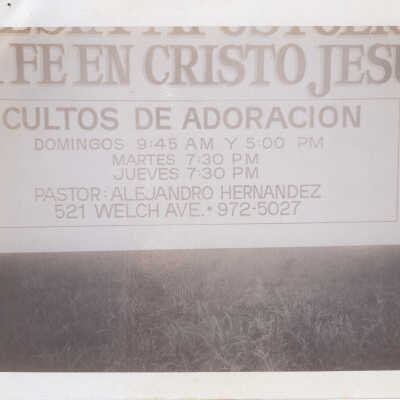 FE EN CRISTO JESU
CULTOS DE ADORACION
DOMINGOS 9:45 AM Y 5:00 PM
MARTES 7:30 PM
JUEVES 7:30 PM
PASTOR: ALEJANDRO HERNANDEZ
521 WELCH AVE. • 972-5027